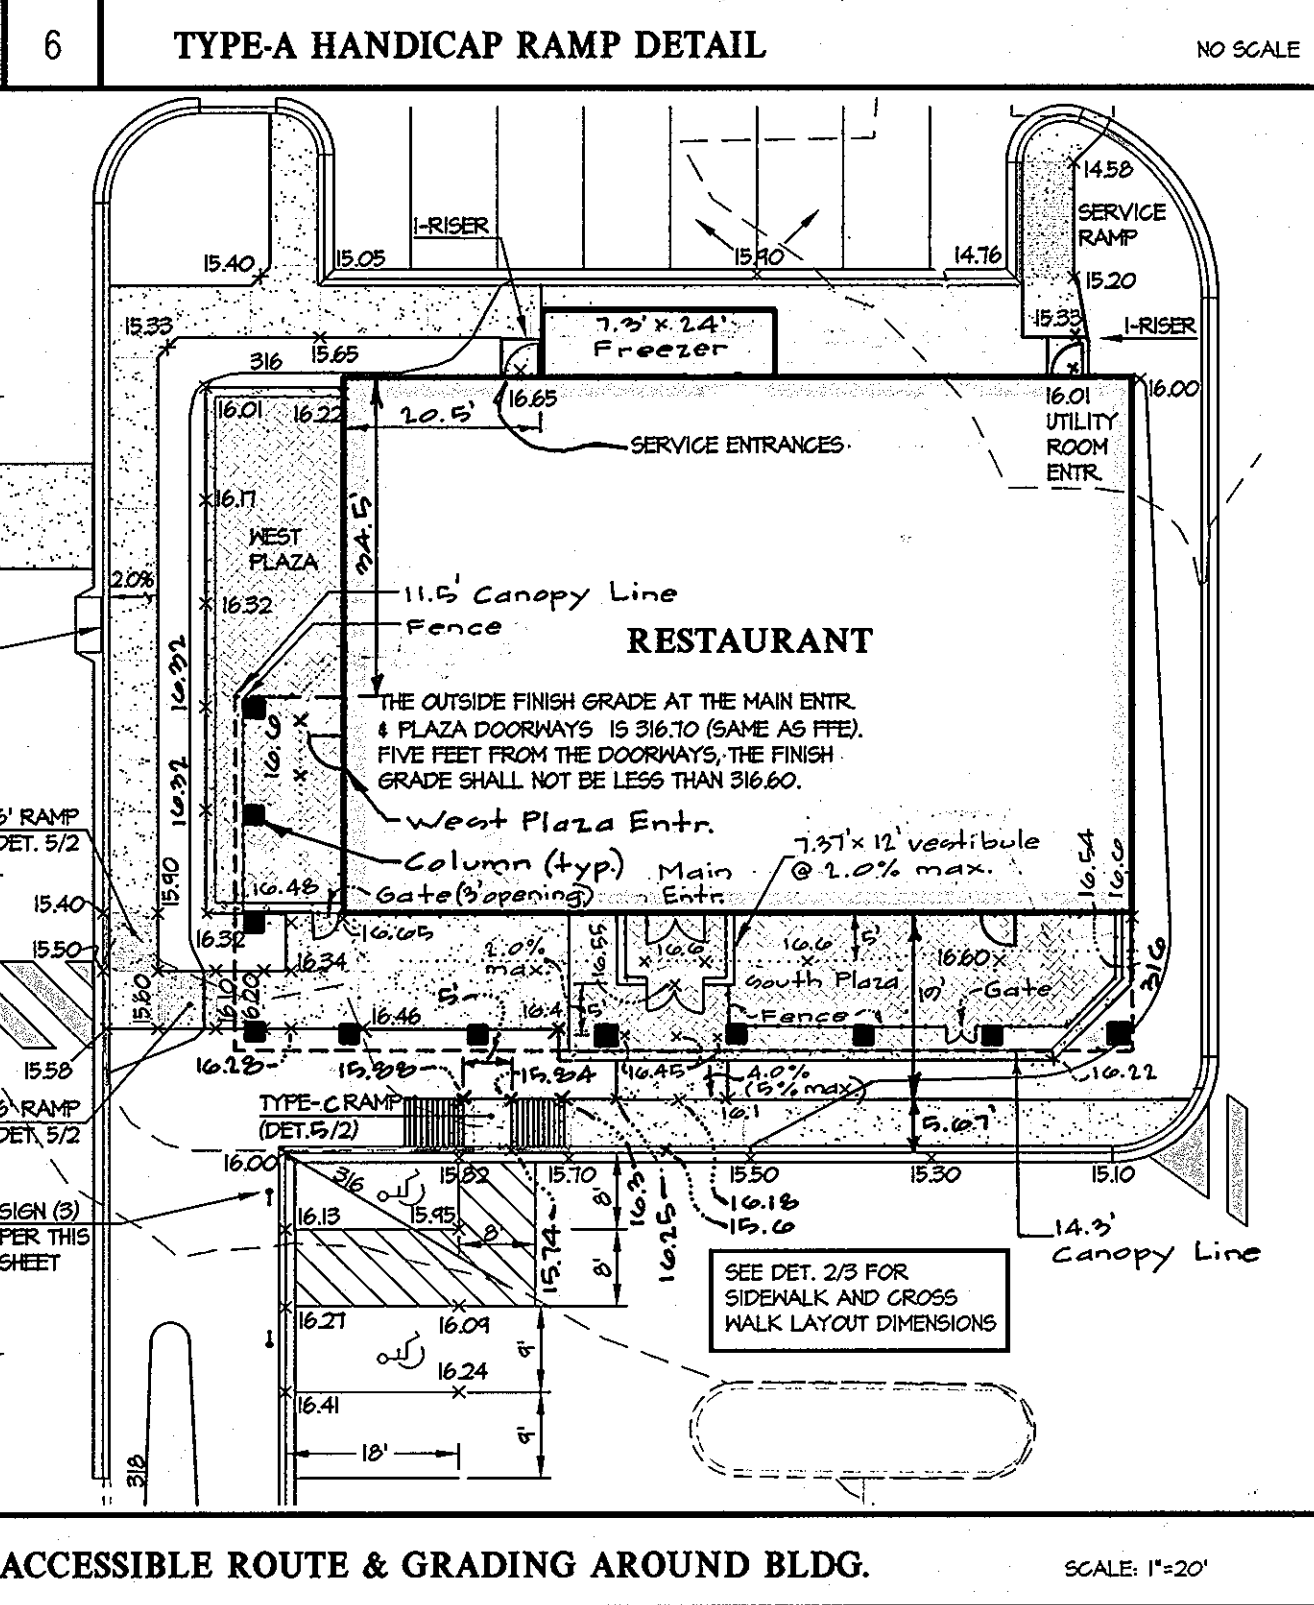 6
TYPE-A HANDICAP RAMP DETAIL
NO SCALE
14.58
SERVICE
RAMP
1-RISER
15.40
15.05
15.90
14.76
15.20
15.33
15.65
7.3' x 24'
Freezer
15.33
1-RISER
316
16.01
16.22
20.5'
16.65
16.01
16.00
UTILITY
ROOM
ENTR.
SERVICE ENTRANCES
16.17
34.5'
WEST
PLAZA
2.0%
16.32
11.5' Canopy Line
Fence
RESTAURANT
16.32
THE OUTSIDE FINISH GRADE AT THE MAIN ENTR.
& PLAZA DOORWAYS IS 316.70 (SAME AS FFE).
FIVE FEET FROM THE DOORWAYS, THE FINISH
GRADE SHALL NOT BE LESS THAN 316.60.
16.6
16.32
West Plaza Entr.
RAMP
DET. 5/2
7.37' x 12' vestibule
@ 2.0% max.
Column (typ.)
Main
Entr.
16.54
16.6
15.90
16.48
Gate (3' opening)
15.40
16.32
16.65
2.0%
max.
16.55
16.6
16.6
5'
15.50
16.34
16.60
316
15.60
16.10
16.20
5'
5'
South Plaza
19'
Gate
16.46
16.4
Fence
15.58
16.28
15.88
15.84
16.45
4.0%
(5% max)
16.22
RAMP
DET. 5/2
TYPE-C RAMP
(DET. 5/2)
16.1
5.67'
16.00
316
15.82
15.70
15.50
15.30
15.10
8'
16.3
16.25
16.18
15.6
SIGN (3)
PER THIS
SHEET
16.13
15.95
8'
15.74
8'
14.3'
Canopy Line
SEE DET. 2/3 FOR
SIDEWALK AND CROSS
WALK LAYOUT DIMENSIONS
16.27
16.09
9'
16.24
16.41
9'
18'
318
ACCESSIBLE ROUTE & GRADING AROUND BLDG.
SCALE: 1"=20'